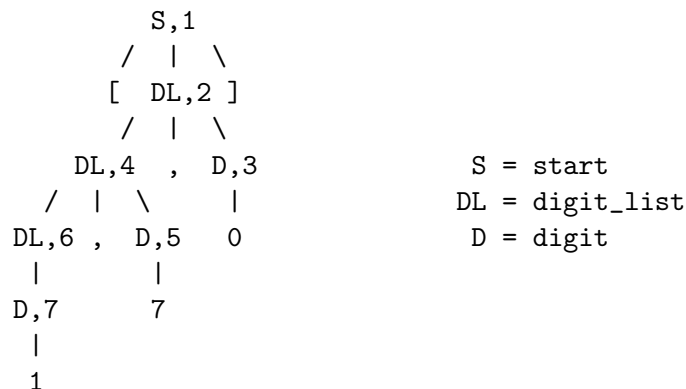 S,1
/ | \
[ DL,2 ]
/ | \
DL,4 , D,3 S = start
/ | \ | DL = digit_list
DL,6 , D,5 0 D = digit
| |
D,7 7
|
1